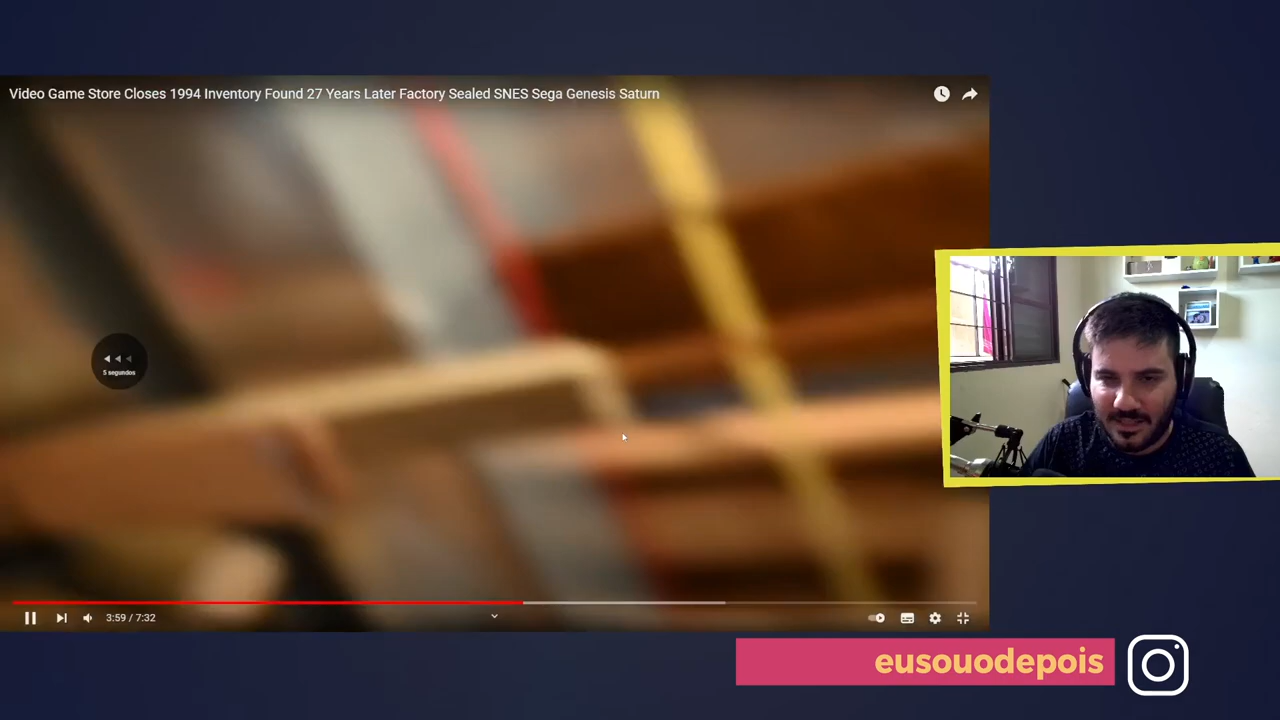 Video Game Store Closes 1994 Inventory Found 27 Years Later Factory Sealed SNES Sega Genesis Saturn
5 segundos
3:59 / 7:32
eusouodepois